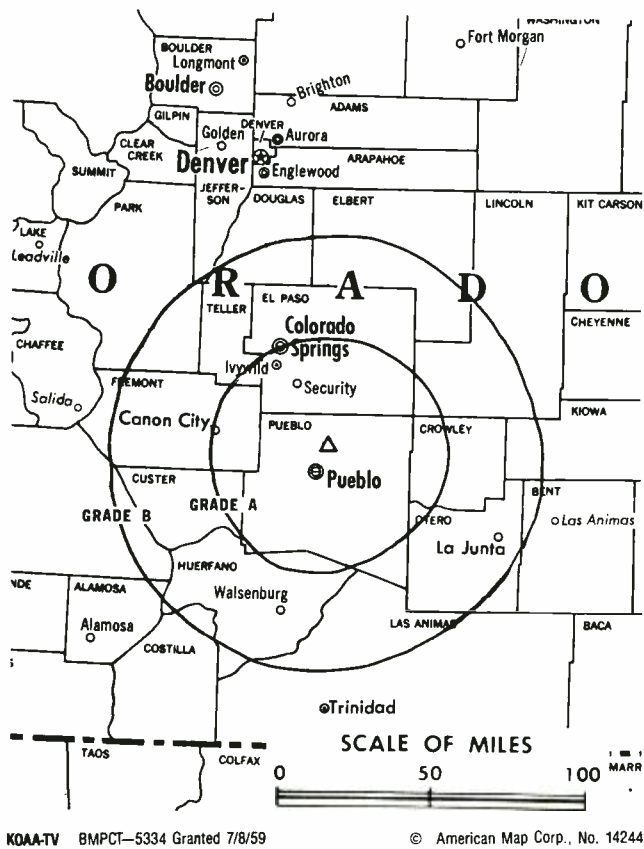 WASHINGTON
Fort Morgan
BOULDER
Longmont
Boulder
Brighton
ADAMS
GILPIN
Golden
DENVER
Aurora
CLEAR
CREEK
Denver
ARAPAHOE
Englewood
SUMMIT
JEFFER-
SON
DOUGLAS
ELBERT
LINCOLN
KIT CARSON
PARK
LAKE
Leadville
O R A D O
EL PASO
TELLER
CHEYENNE
Colorado
Springs
CHAFFEE
Ivywild
FREMONT
Security
Salida
Canon City
KIOWA
PUEBLO
CROWLEY
Pueblo
CUSTER
GRADE A
GRADE B
BENT
OTERO
Las Animas
La Junta
HUERFANO
NDE
ALAMOSA
Walsenburg
Alamosa
LAS ANIMAS
BACA
COSTILLA
S
Trinidad
SCALE OF MILES
TAOS
COLFAX
MARR
0 50 100
KOAA-TV BMPCT—5334 Granted 7/8/59
© American Map Corp., No. 14244